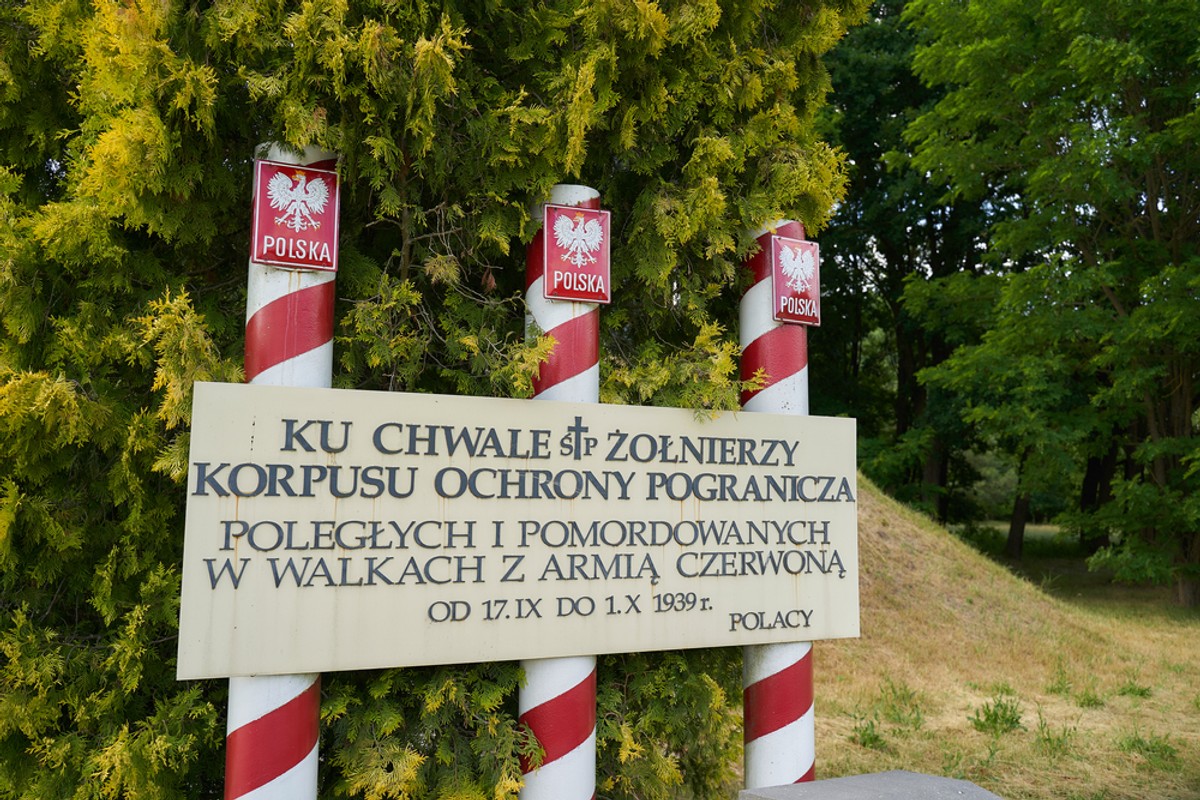 POLSKA
POLSKA
POLSKA
KU CHWALE ŚP ŻOŁNIERZY
KORPUSU OCHRONY POGRANICZA
POLEGŁYCH I POMORDOWANYCH
W WALKACH Z ARMIĄ CZERWONĄ
OD 17.IX DO 1.X 1939 r.
POLACY